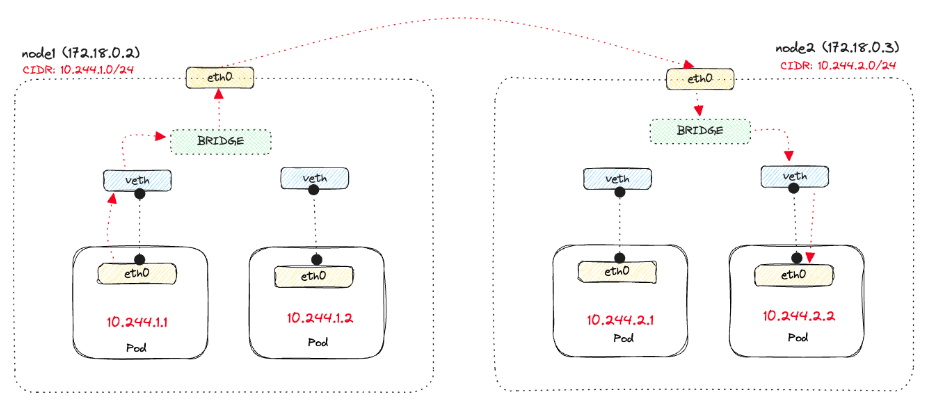 node1 (172.18.0.2)
CIDR: 10.244.1.0/24
eth0
BRIDGE
veth
veth
eth0
eth0
10.244.1.1
10.244.1.2
Pod
Pod
node2 (172.18.0.3)
CIDR: 10.244.2.0/24
eth0
BRIDGE
veth
veth
eth0
eth0
10.244.2.1
10.244.2.2
Pod
Pod